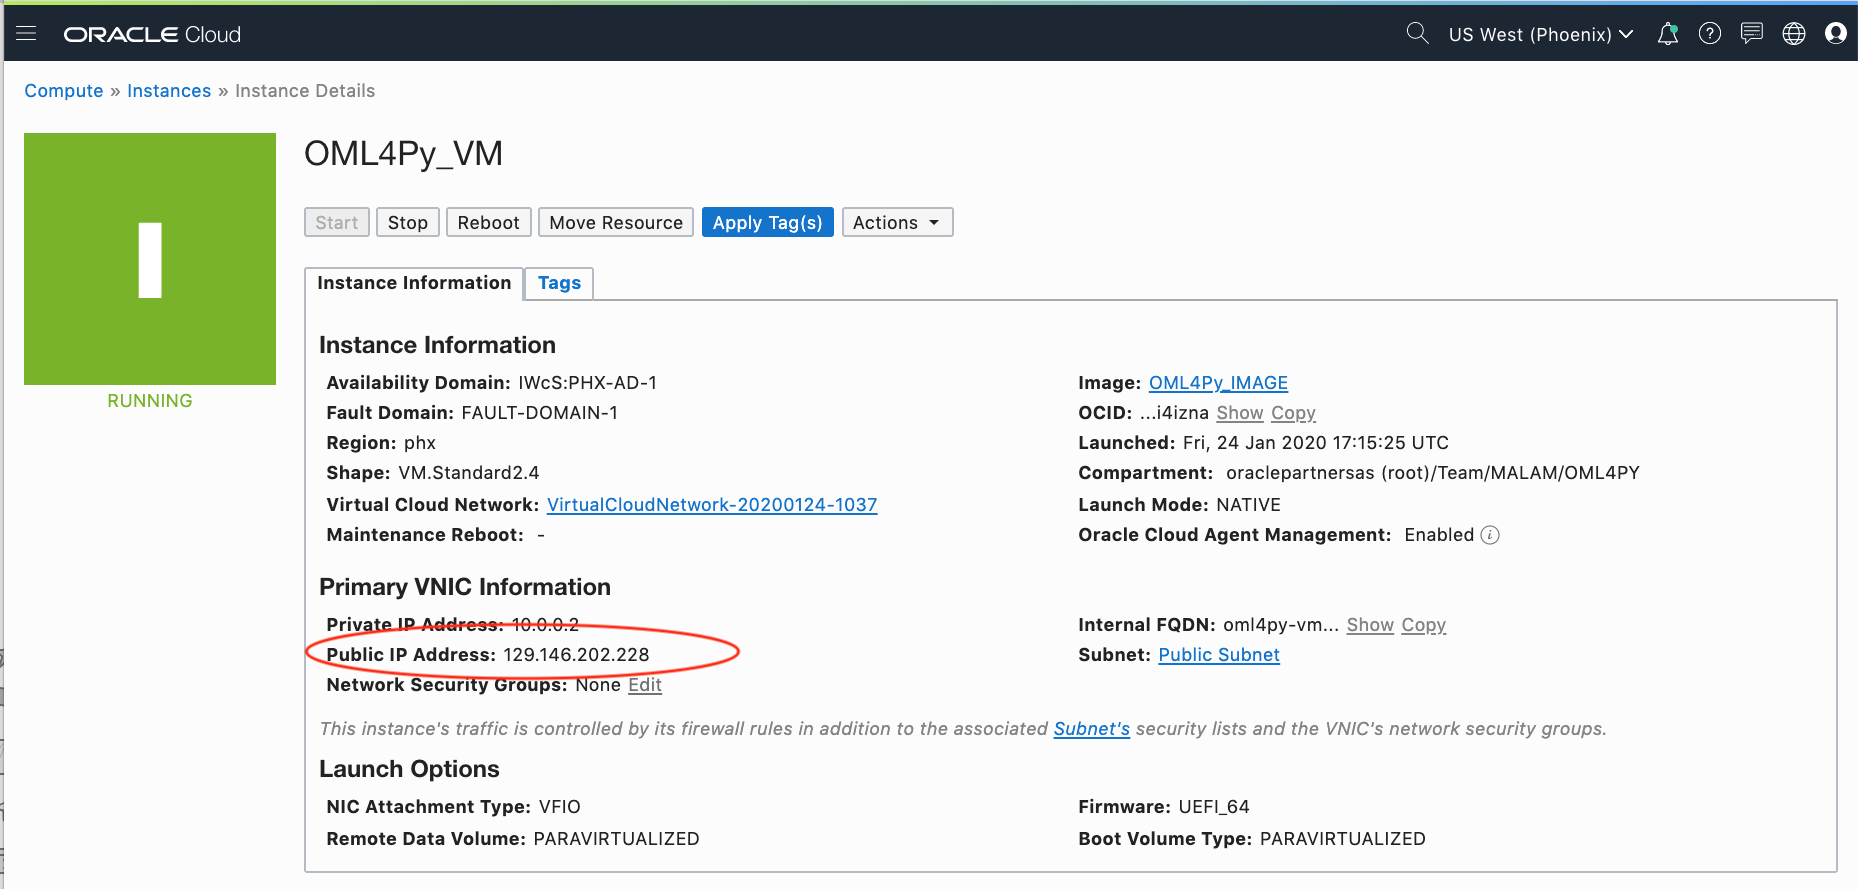 ORACLE Cloud
US West (Phoenix)
Compute » Instances » Instance Details
I
RUNNING
OML4Py_VM
Start Stop Reboot Move Resource Apply Tag(s) Actions
Instance Information Tags
Instance Information
Availability Domain: IWcS:PHX-AD-1
Fault Domain: FAULT-DOMAIN-1
Region: phx
Shape: VM.Standard2.4
Virtual Cloud Network: VirtualCloudNetwork-20200124-1037
Maintenance Reboot: -
Image: OML4Py_IMAGE
OCID: ...i4izna Show Copy
Launched: Fri, 24 Jan 2020 17:15:25 UTC
Compartment: oraclepartnersas (root)/Team/MALAM/OML4PY
Launch Mode: NATIVE
Oracle Cloud Agent Management: Enabled
Primary VNIC Information
Private IP Address: 10.0.0.2
Public IP Address: 129.146.202.228
Network Security Groups: None Edit
Internal FQDN: oml4py-vm... Show Copy
Subnet: Public Subnet
This instance's traffic is controlled by its firewall rules in addition to the associated Subnet's security lists and the VNIC's network security groups.
Launch Options
NIC Attachment Type: VFIO
Remote Data Volume: PARAVIRTUALIZED
Firmware: UEFI_64
Boot Volume Type: PARAVIRTUALIZED